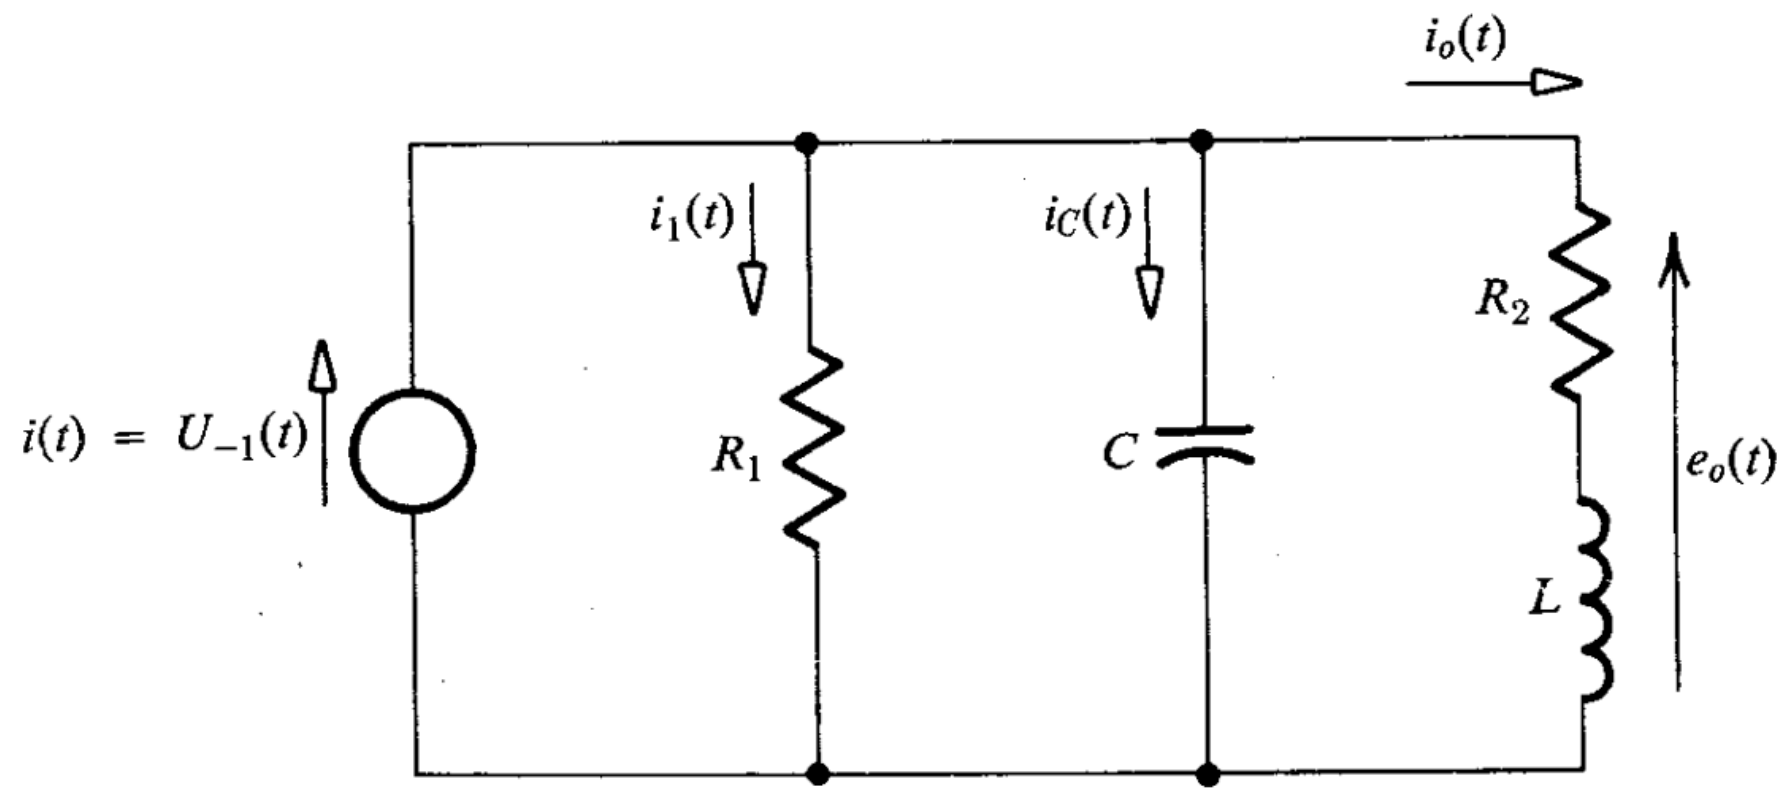 i_o(t)
i_1(t)
i_C(t)
R_2
i(t) = U_{-1}(t)
R_1
C
e_o(t)
L